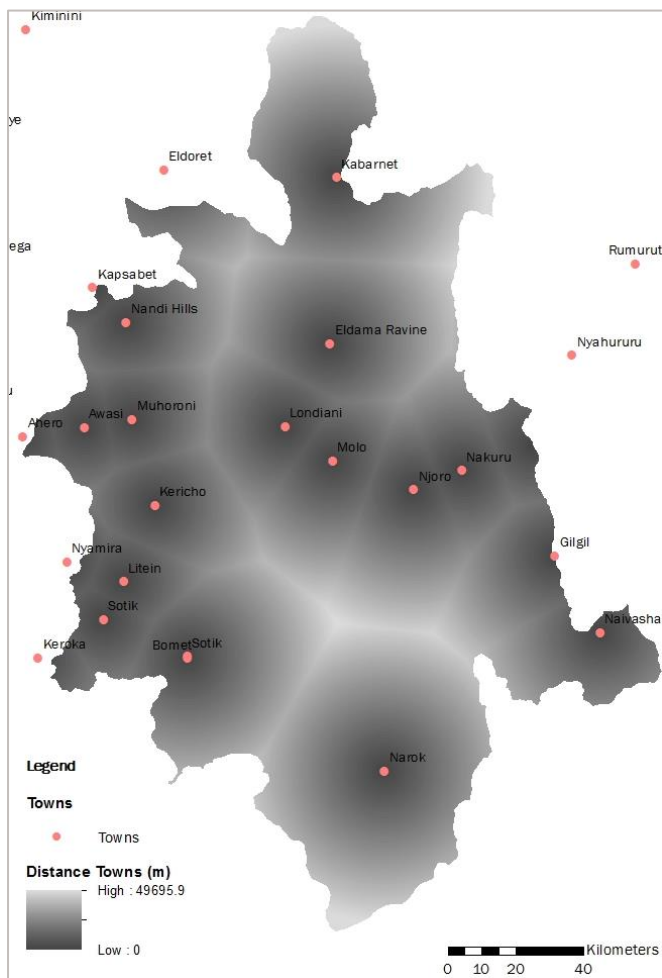 Kiminini
ye
Eldoret
Kabarnet
ega
Rumurut
Kapsabet
Nandi Hills
Eldama Ravine
Nyahururu
Ahero
Awasi
Muhoroni
Londiani
Molo
Nakuru
Njoro
Kericho
Nyamira
Gilgil
Litein
Sotik
Naivasha
Keroka
Bomet
Sotik
Narok
Legend
Towns
Towns
Distance Towns (m)
High : 49695.9
Low : 0
Kilometers
0 10 20 40